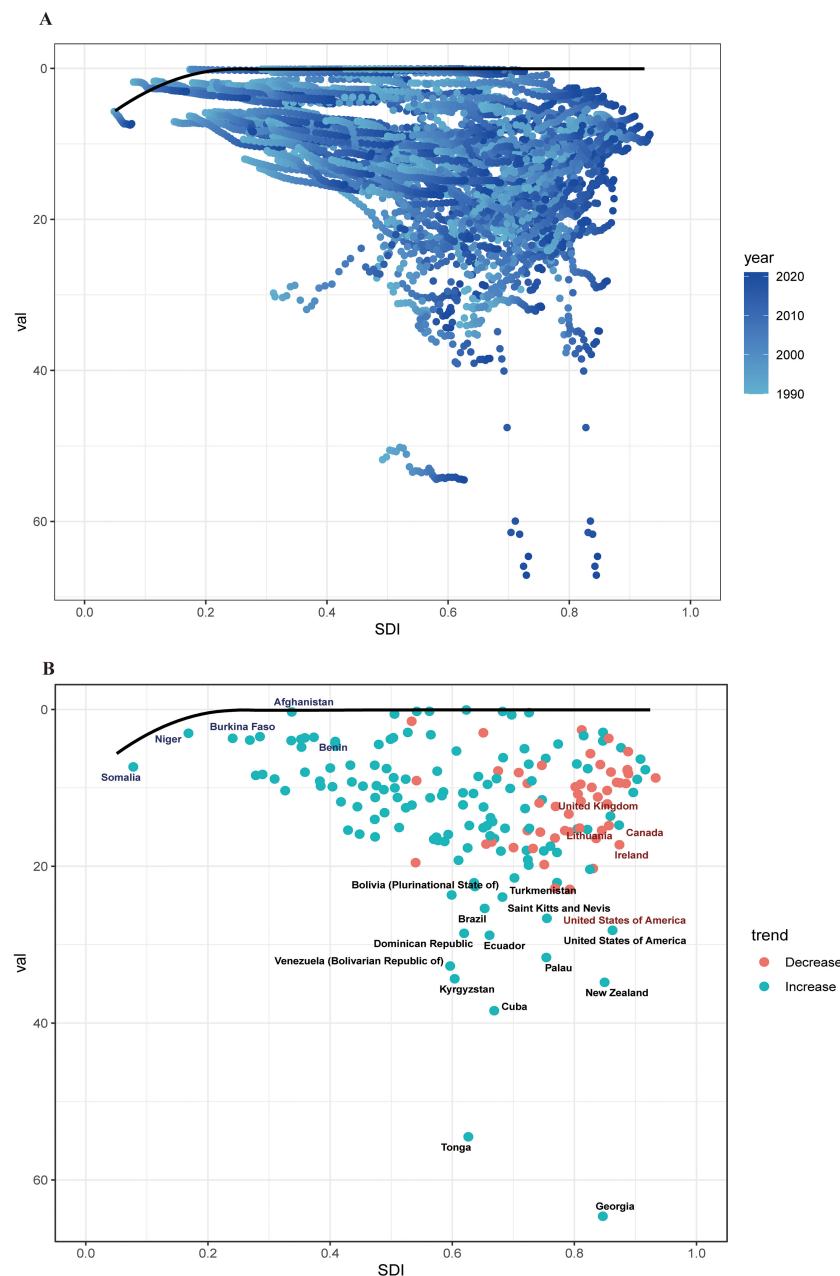 A
0
20
40
60
val
0.0 0.2 0.4 0.6 0.8 1.0
SDI
year
2020
2010
2000
1990
B
0
20
40
60
val
Afghanistan
Niger
Burkina Faso
Benin
Somalia
United Kingdom
Lithuania
Canada
Ireland
Bolivia (Plurinational State of)
Turkmenistan
Saint Kitts and Nevis
Brazil
United States of America
Dominican Republic
Ecuador
United States of America
Venezuela (Bolivarian Republic of)
Palau
Kyrgyzstan
New Zealand
Cuba
Tonga
Georgia
0.0 0.2 0.4 0.6 0.8 1.0
SDI
trend
Decrease
Increase